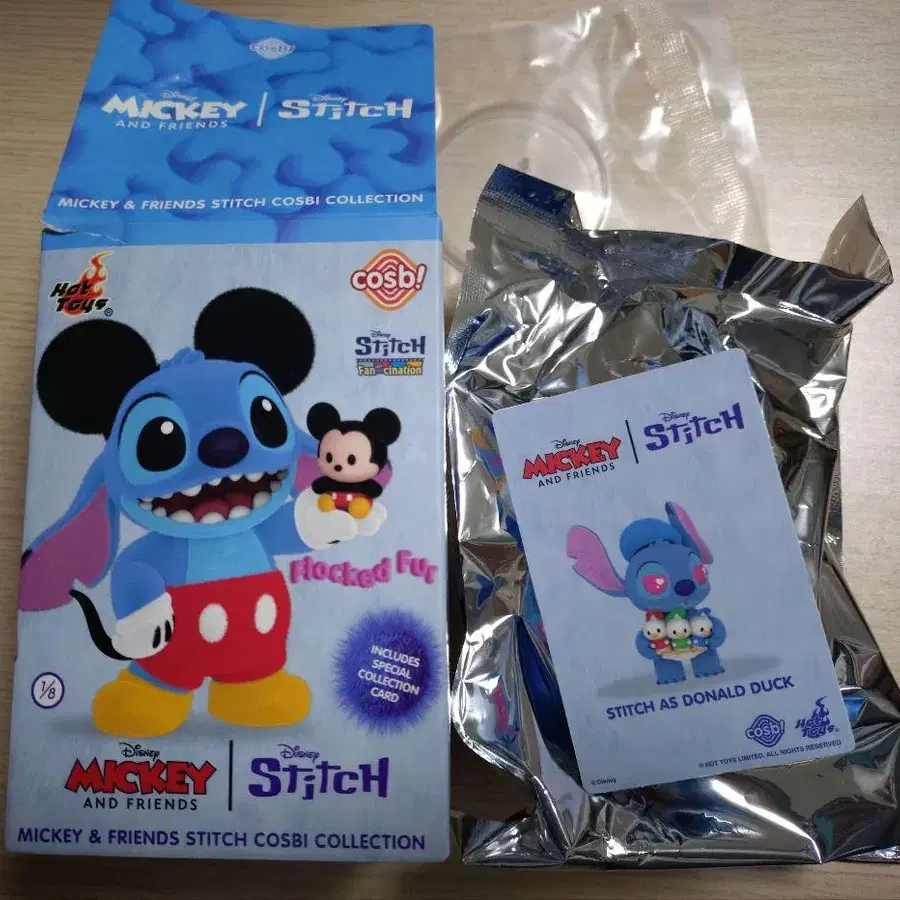 cosb!
Disney
MICKEY
AND FRIENDS
Disney
Stitch
MICKEY & FRIENDS STITCH COSBI COLLECTION
Hot
Toys®
cosb!
Disney
Stitch
Fan cination
Flocked Fur
INCLUDES
SPECIAL
COLLECTION
CARD
1/8
Disney
MICKEY
AND FRIENDS
Disney
Stitch
MICKEY & FRIENDS STITCH COSBI COLLECTION
Disney
MICKEY
AND FRIENDS
Disney
Stitch
STITCH AS DONALD DUCK
cosb!
Hot
Toys
© HOT TOYS LIMITED. ALL RIGHTS RESERVED
© Disney